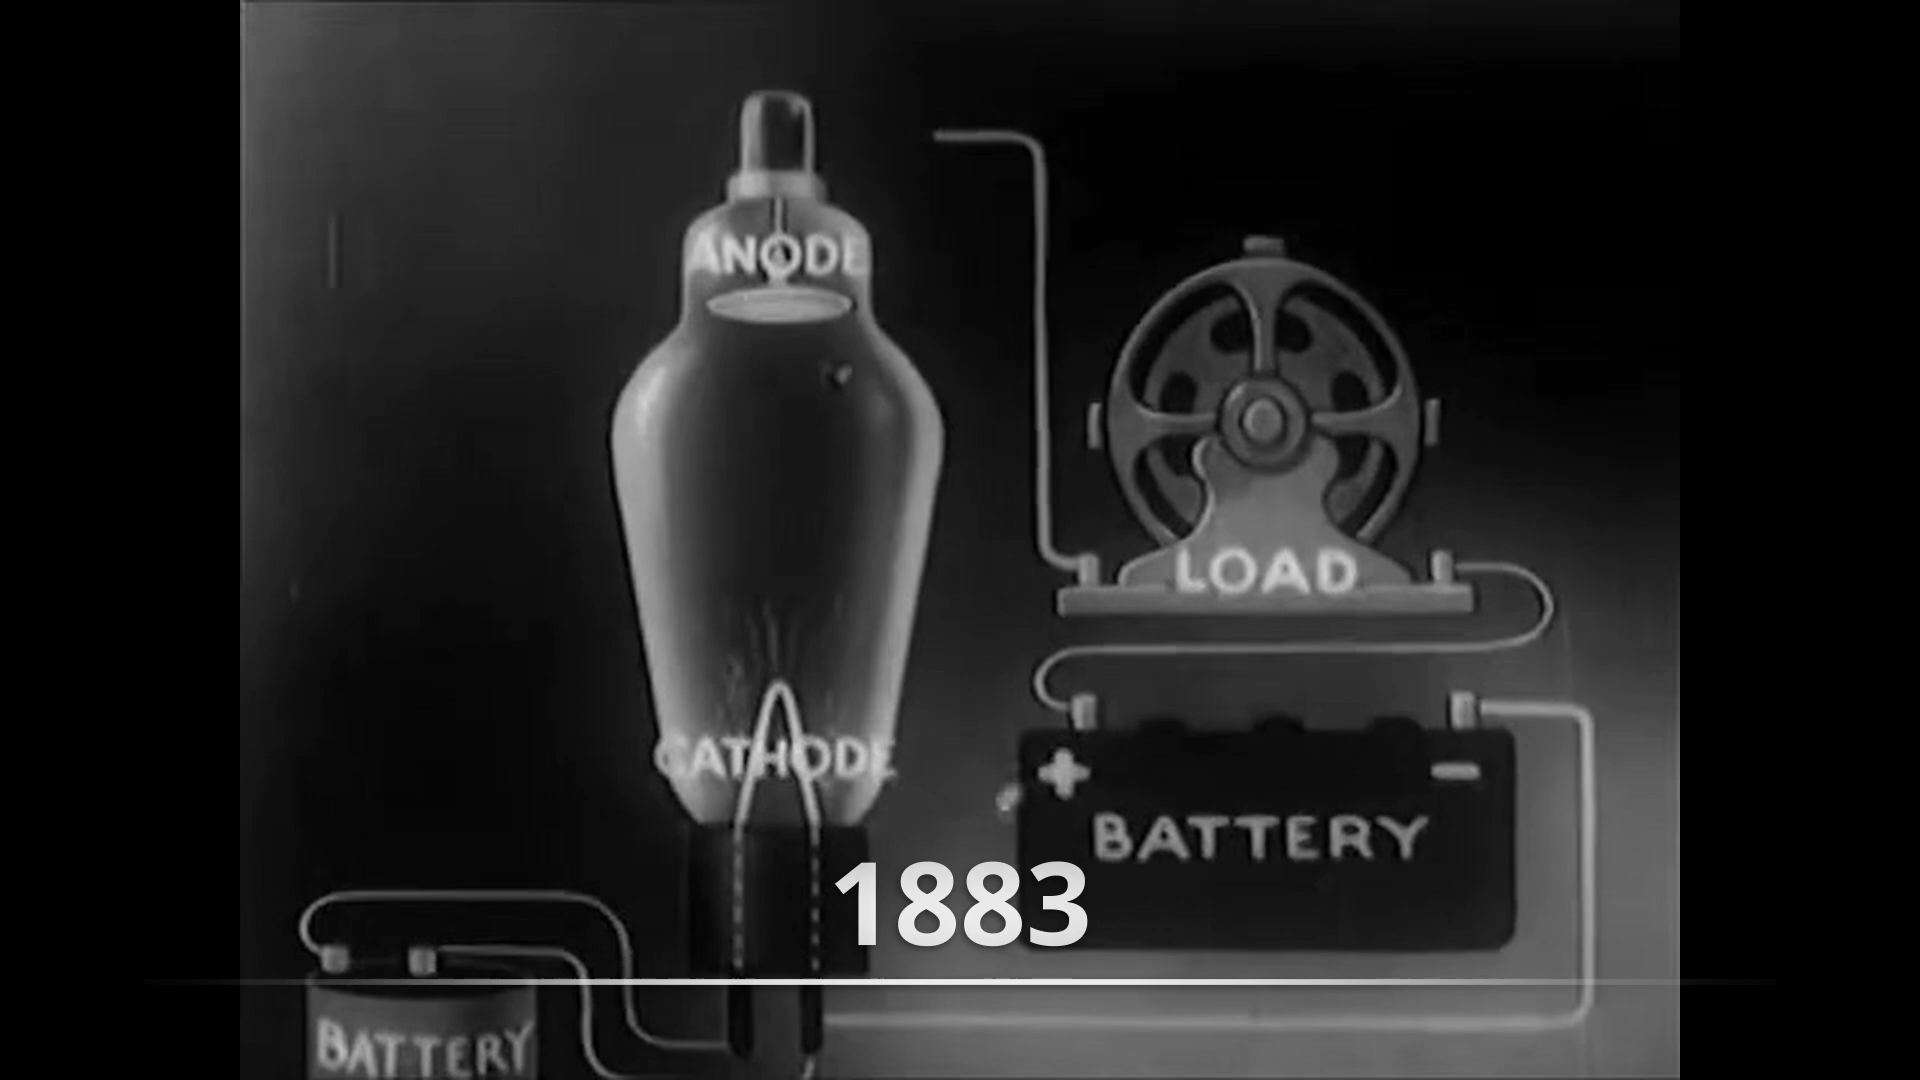 ANODE
LOAD
CATHODE
+ -
BATTERY
1883
BATTERY